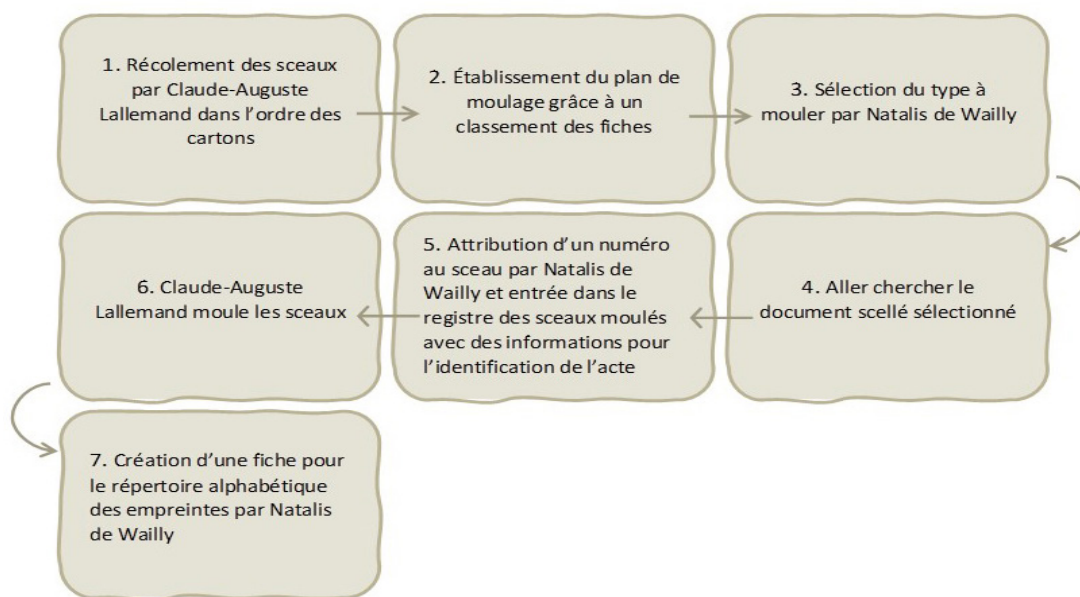 1. Récolement des sceaux
par Claude-Auguste
Lallemand dans l’ordre des
cartons
2. Établissement du plan de
moulage grâce à un
classement des fiches
3. Sélection du type à
mouler par Natalis de Wailly
4. Aller chercher le
document scellé sélectionné
5. Attribution d’un numéro
au sceau par Natalis de
Wailly et entrée dans le
registre des sceaux moulés
avec des informations pour
l’identification de l’acte
6. Claude-Auguste
Lallemand moule les sceaux
7. Création d’une fiche pour
le répertoire alphabétique
des empreintes par Natalis
de Wailly